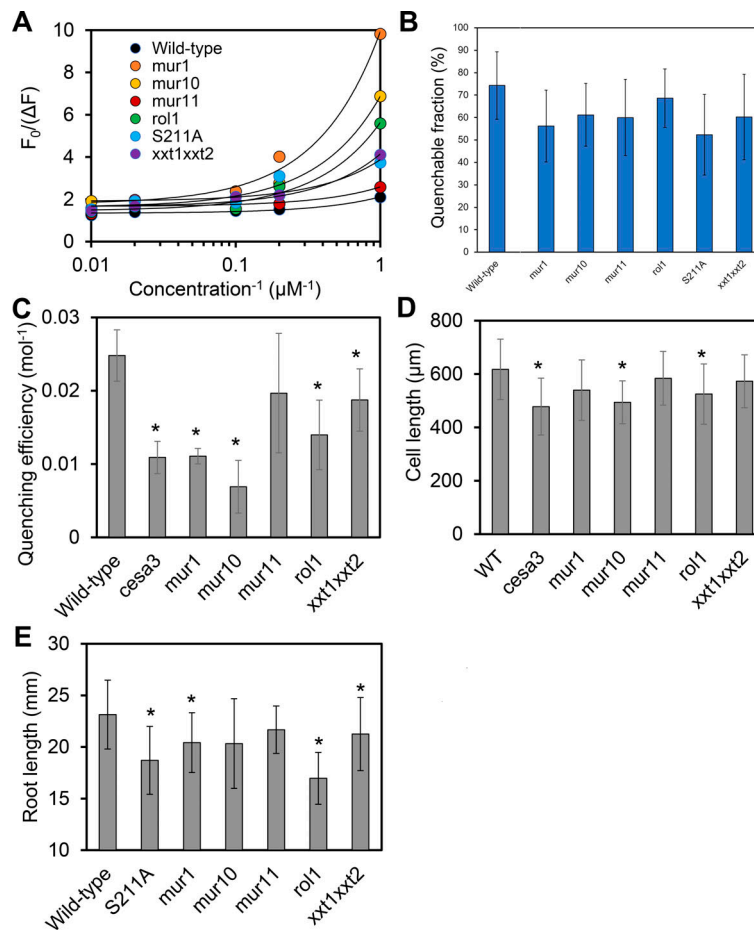 A
F₀/(ΔF)
10
8
6
4
2
0
Wild-type
mur1
mur10
mur11
rol1
S211A
xxt1xxt2
0.01 0.1 1
Concentration⁻¹ (µM⁻¹)
B
Quenchable fraction (%)
100
90
80
70
60
50
40
30
20
10
0
Wild-type mur1 mur10 mur11 rol1 S211A xxt1xxt2
C
Quenching efficiency (mol⁻¹)
0.03
0.02
0.01
0
* * * * *
Wild-type cesa3 mur1 mur10 mur11 rol1 xxt1xxt2
D
Cell length (µm)
800
600
400
200
0
* * *
WT cesa3 mur1 mur10 mur11 rol1 xxt1xxt2
E
Root length (mm)
30
25
20
15
10
* * * *
Wild-type S211A mur1 mur10 mur11 rol1 xxt1xxt2